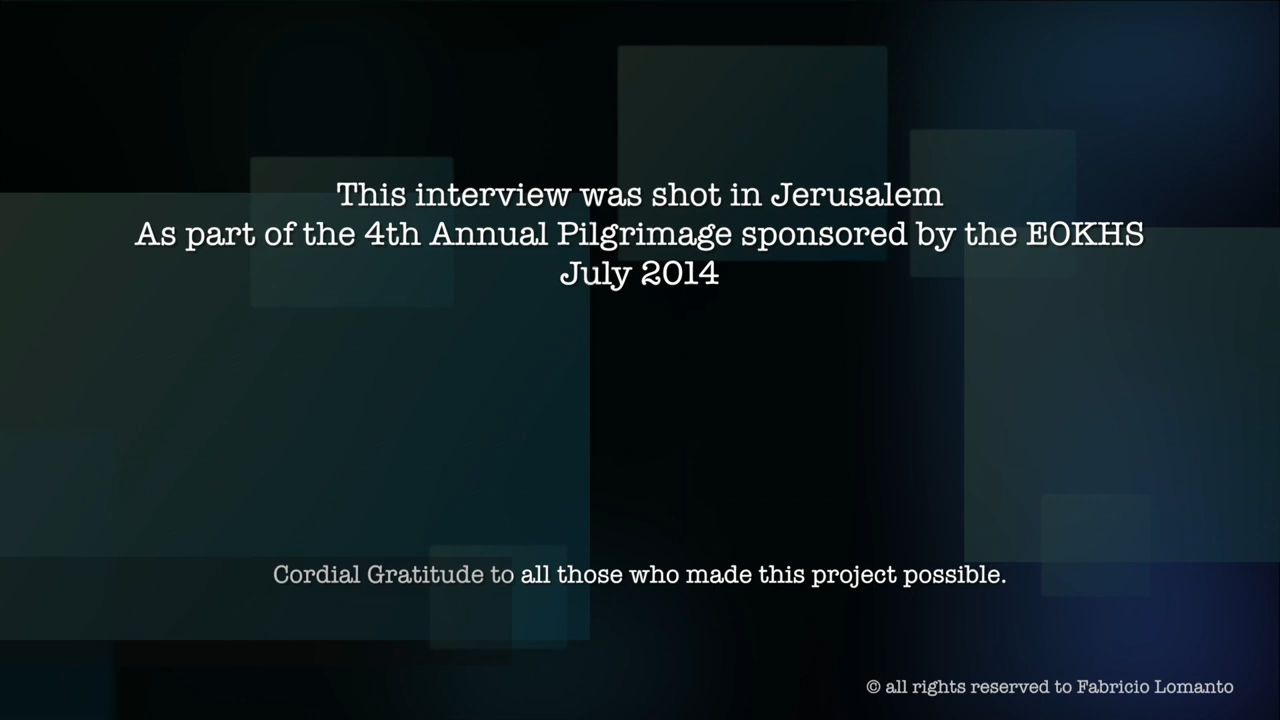 This interview was shot in Jerusalem
As part of the 4th Annual Pilgrimage sponsored by the EOKHS
July 2014
Cordial Gratitude to all those who made this project possible.
© all rights reserved to Fabricio Lomanto